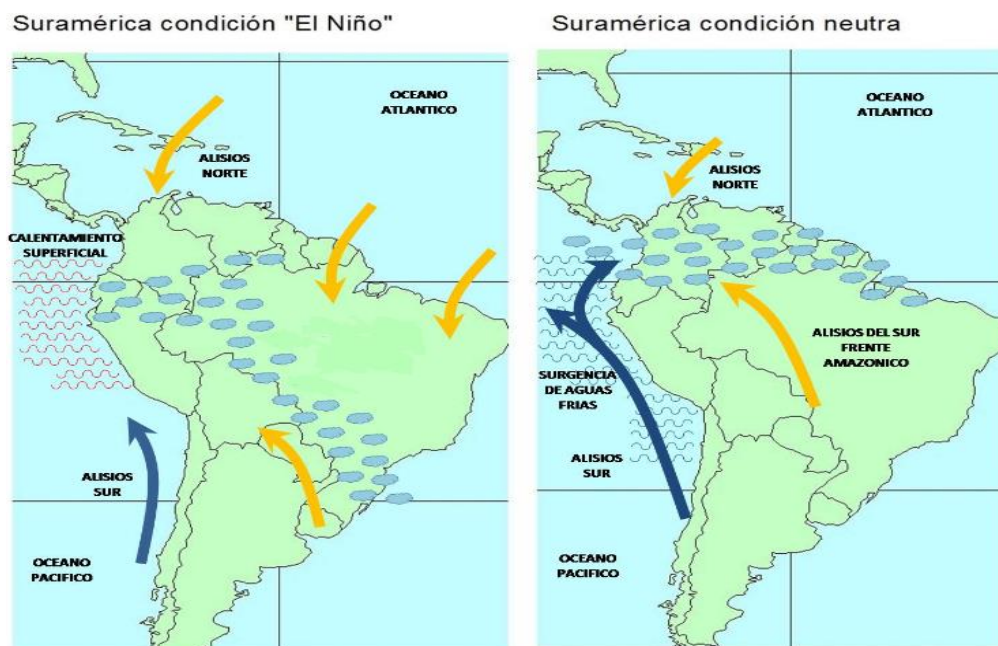 Suramérica condición "El Niño"
OCEANO
ATLANTICO
ALISIOS
NORTE
CALENTAMIENTO
SUPERFICIAL
ALISIOS
SUR
OCEANO
PACIFICO
Suramérica condición neutra
OCEANO
ATLANTICO
ALISIOS
NORTE
ALISIOS DEL SUR
FRENTE
AMAZONICO
SURGENCIA
DE AGUAS
FRIAS
ALISIOS
SUR
OCEANO
PACIFICO